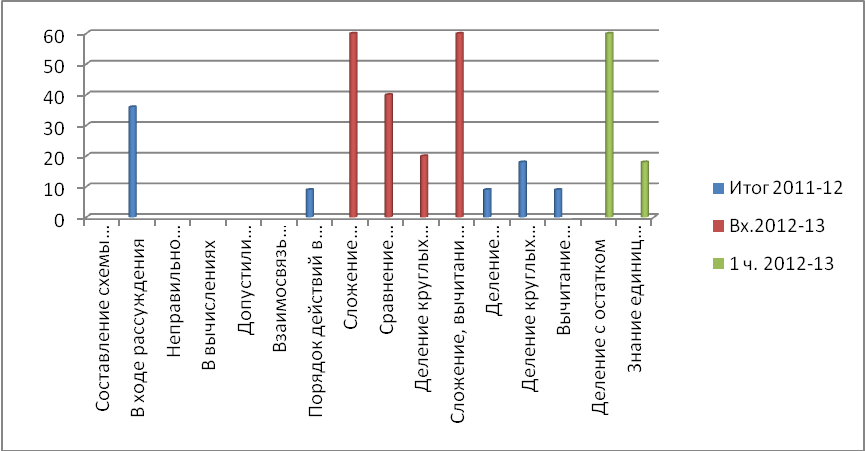 60
50
40
30
20
10
0
Составление схемы...
В ходе рассуждения
Неправильно...
В вычислениях
Допустили...
Взаимосвязь...
Порядок действий в...
Сложение...
Сравнение...
Деление круглых...
Сложение, вычитани...
Деление...
Деление круглых...
Вычитание...
Деление с остатком
Знание единиц...
Итог 2011-12
Вх.2012-13
1 ч. 2012-13